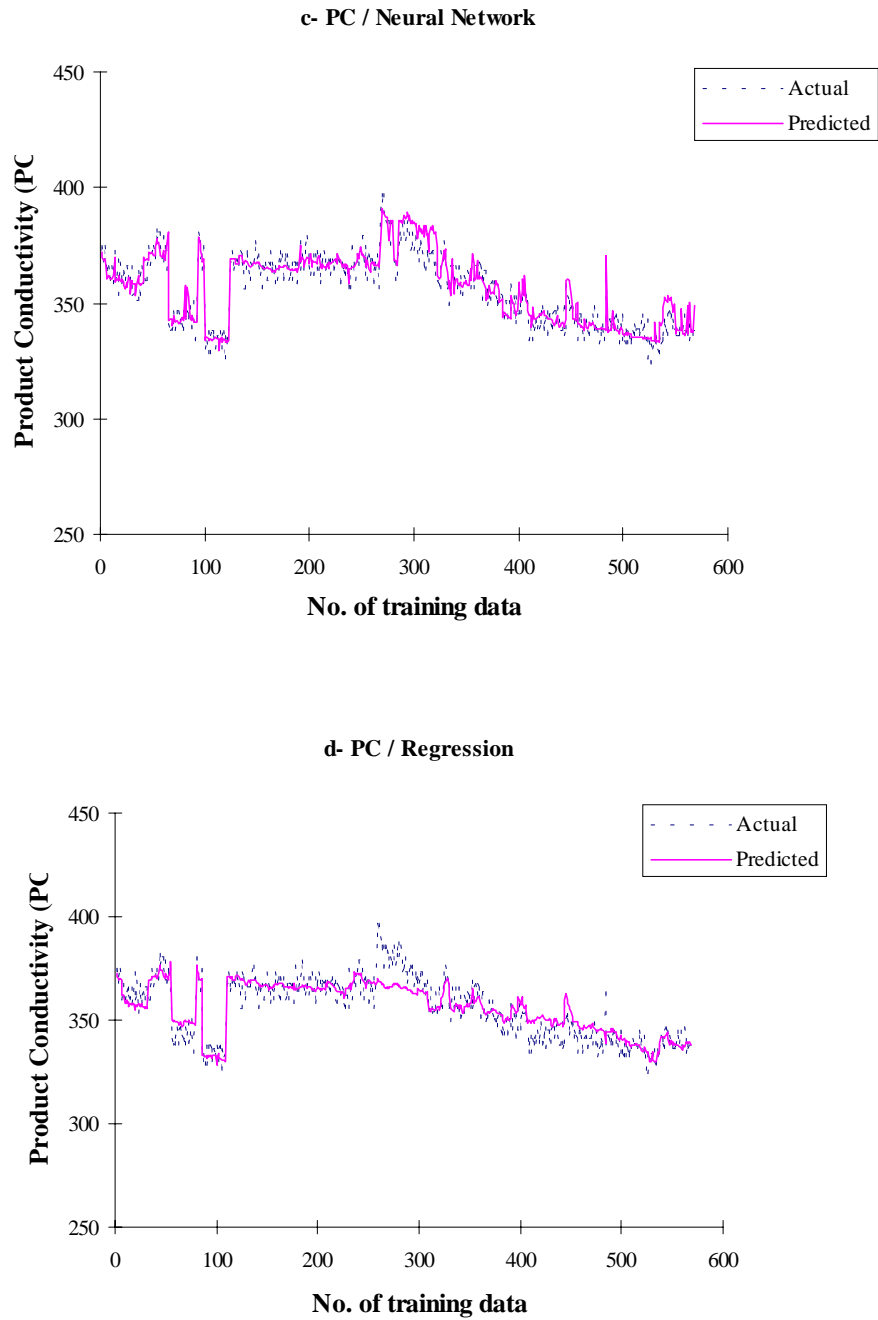 c- PC / Neural Network
450
400
350
300
250
0 100 200 300 400 500 600
Product Conductivity (PC
No. of training data
Actual
Predicted
d- PC / Regression
450
400
350
300
250
0 100 200 300 400 500 600
Product Conductivity (PC
No. of training data
Actual
Predicted